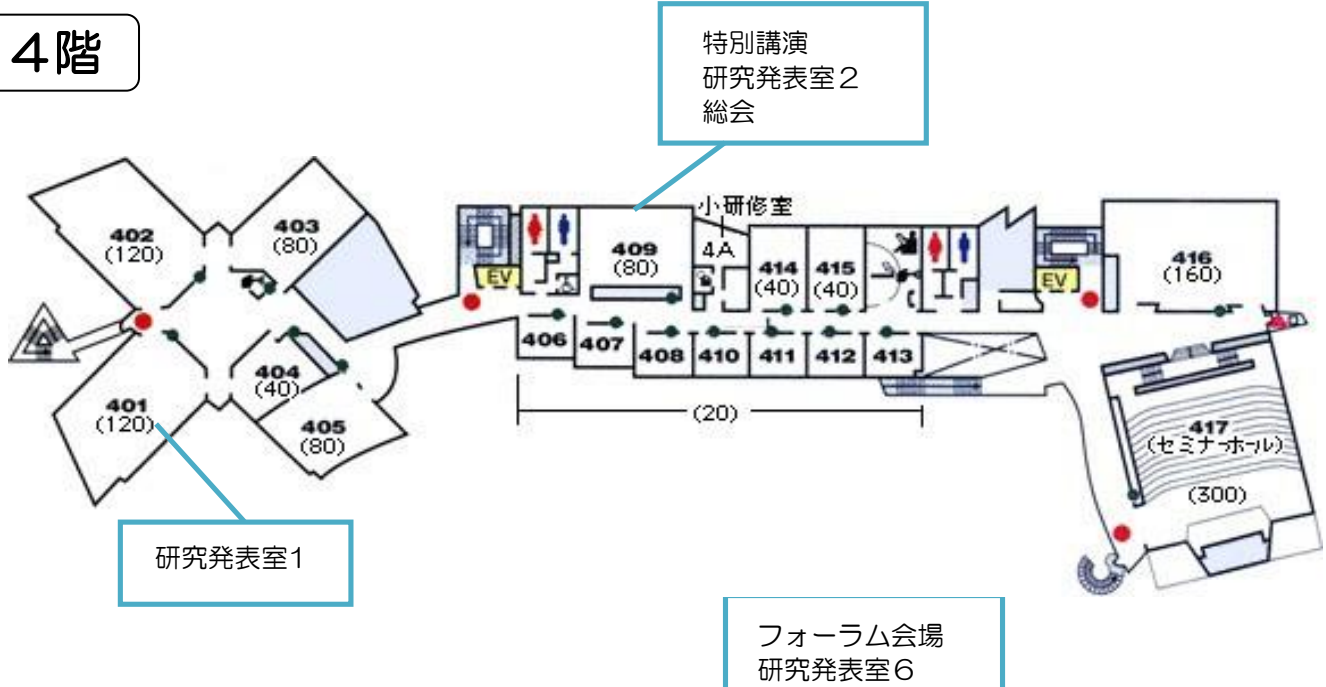 4階
特別講演
研究発表室2
総会
小研修室
4A
402
(120)
403
(80)
EV
409
(80)
414
(40)
415
(40)
EV
416
(160)
406
407
408
410
411
412
413
404
(40)
401
(120)
405
(80)
(20)
417
(セミナーホール)
(300)
研究発表室1
フォーラム会場
研究発表室6